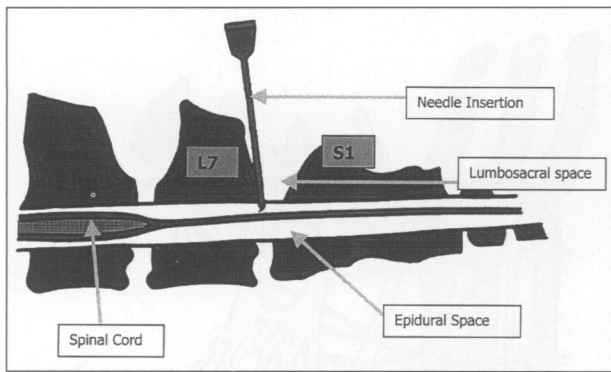 Needle Insertion
L7
S1
Lumbosacral space
Spinal Cord
Epidural Space